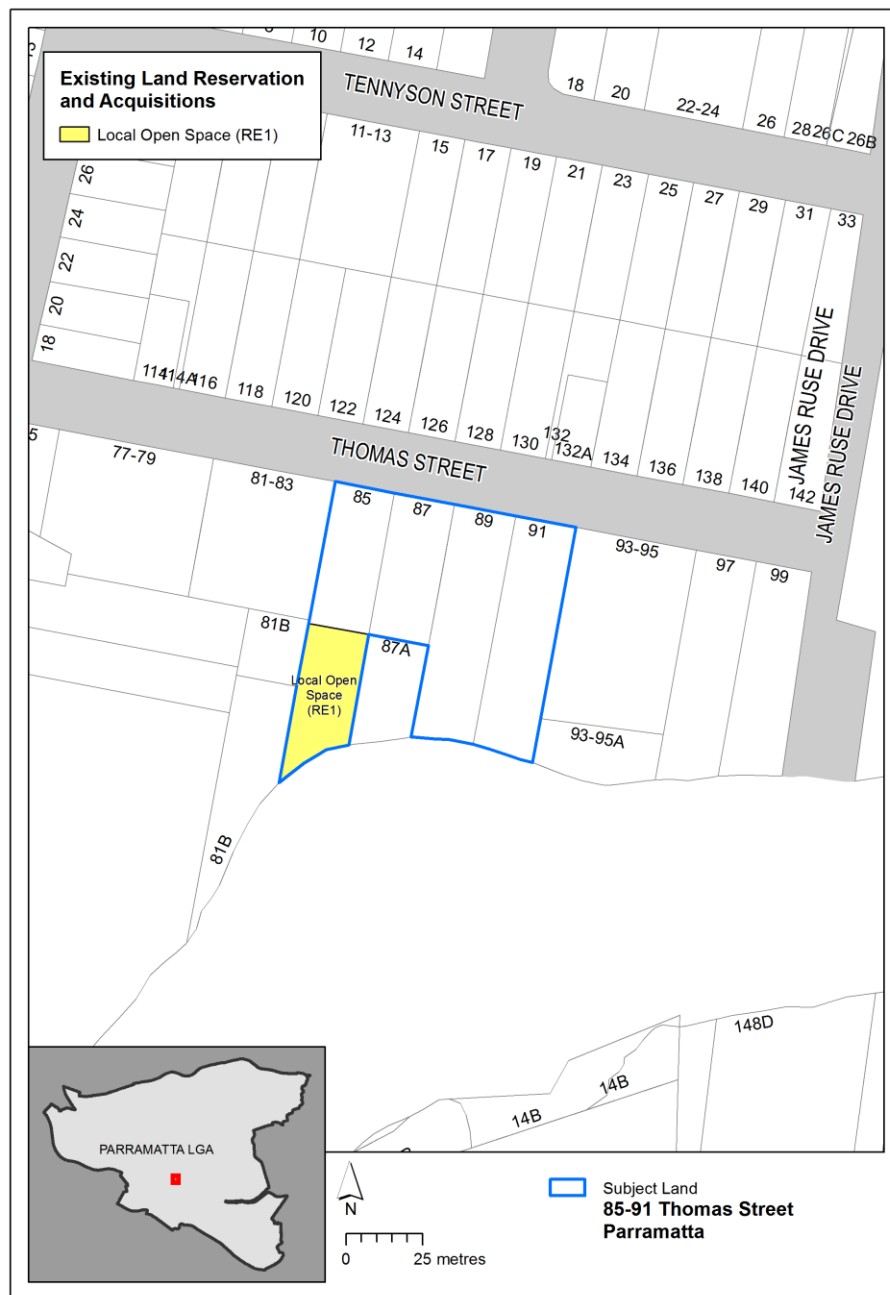 10
12
14
Existing Land Reservation
and Acquisitions
Local Open Space (RE1)
TENNYSON STREET
18
20
22-24
26
28
26C
26B
11-13
15
17
19
21
23
25
27
29
31
33
26
24
22
20
18
JAMES RUSE DRIVE
JAMES RUSE DRIVE
114
114A
116
118
120
122
124
126
128
130
132
132A
134
136
138
140
142
THOMAS STREET
77-79
81-83
85
87
89
91
93-95
97
99
81B
87A
Local Open
Space
(RE1)
93-95A
81B
148D
14B
14B
PARRAMATTA LGA
N
0 25 metres
Subject Land
85-91 Thomas Street
Parramatta